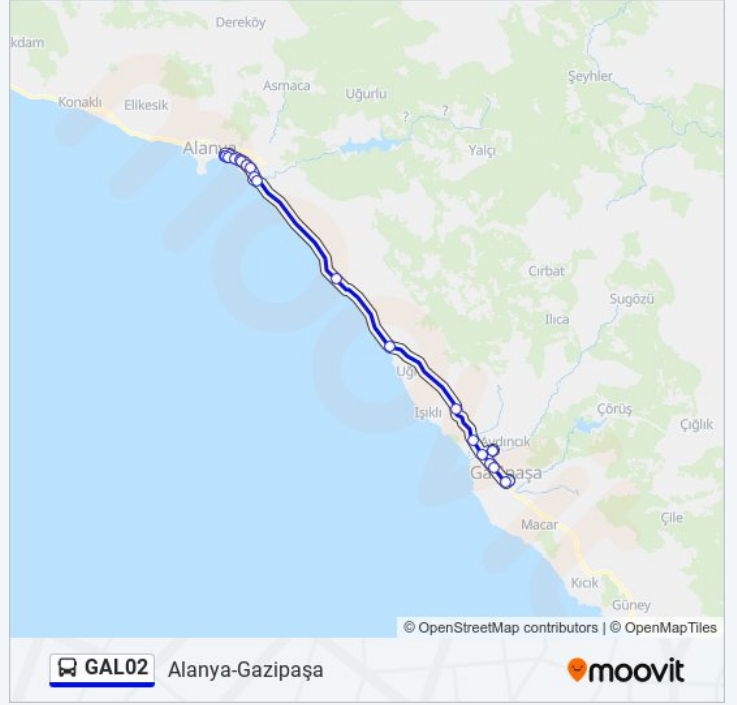 Dereköy
kdam
Şeyhler
Asmaca
Uğurlu
Konaklı
Elikesik
?
?
Alanya
Yalçı
Cırbat
Sugözü
Ilıca
Uğr
Işıklı
Çörüş
Çığlık
Aydıncık
Gazipaşa
Çile
Macar
Kıcık
Güney
© OpenStreetMap contributors | © OpenMapTiles
GAL02 Alanya-Gazipaşa
moovit